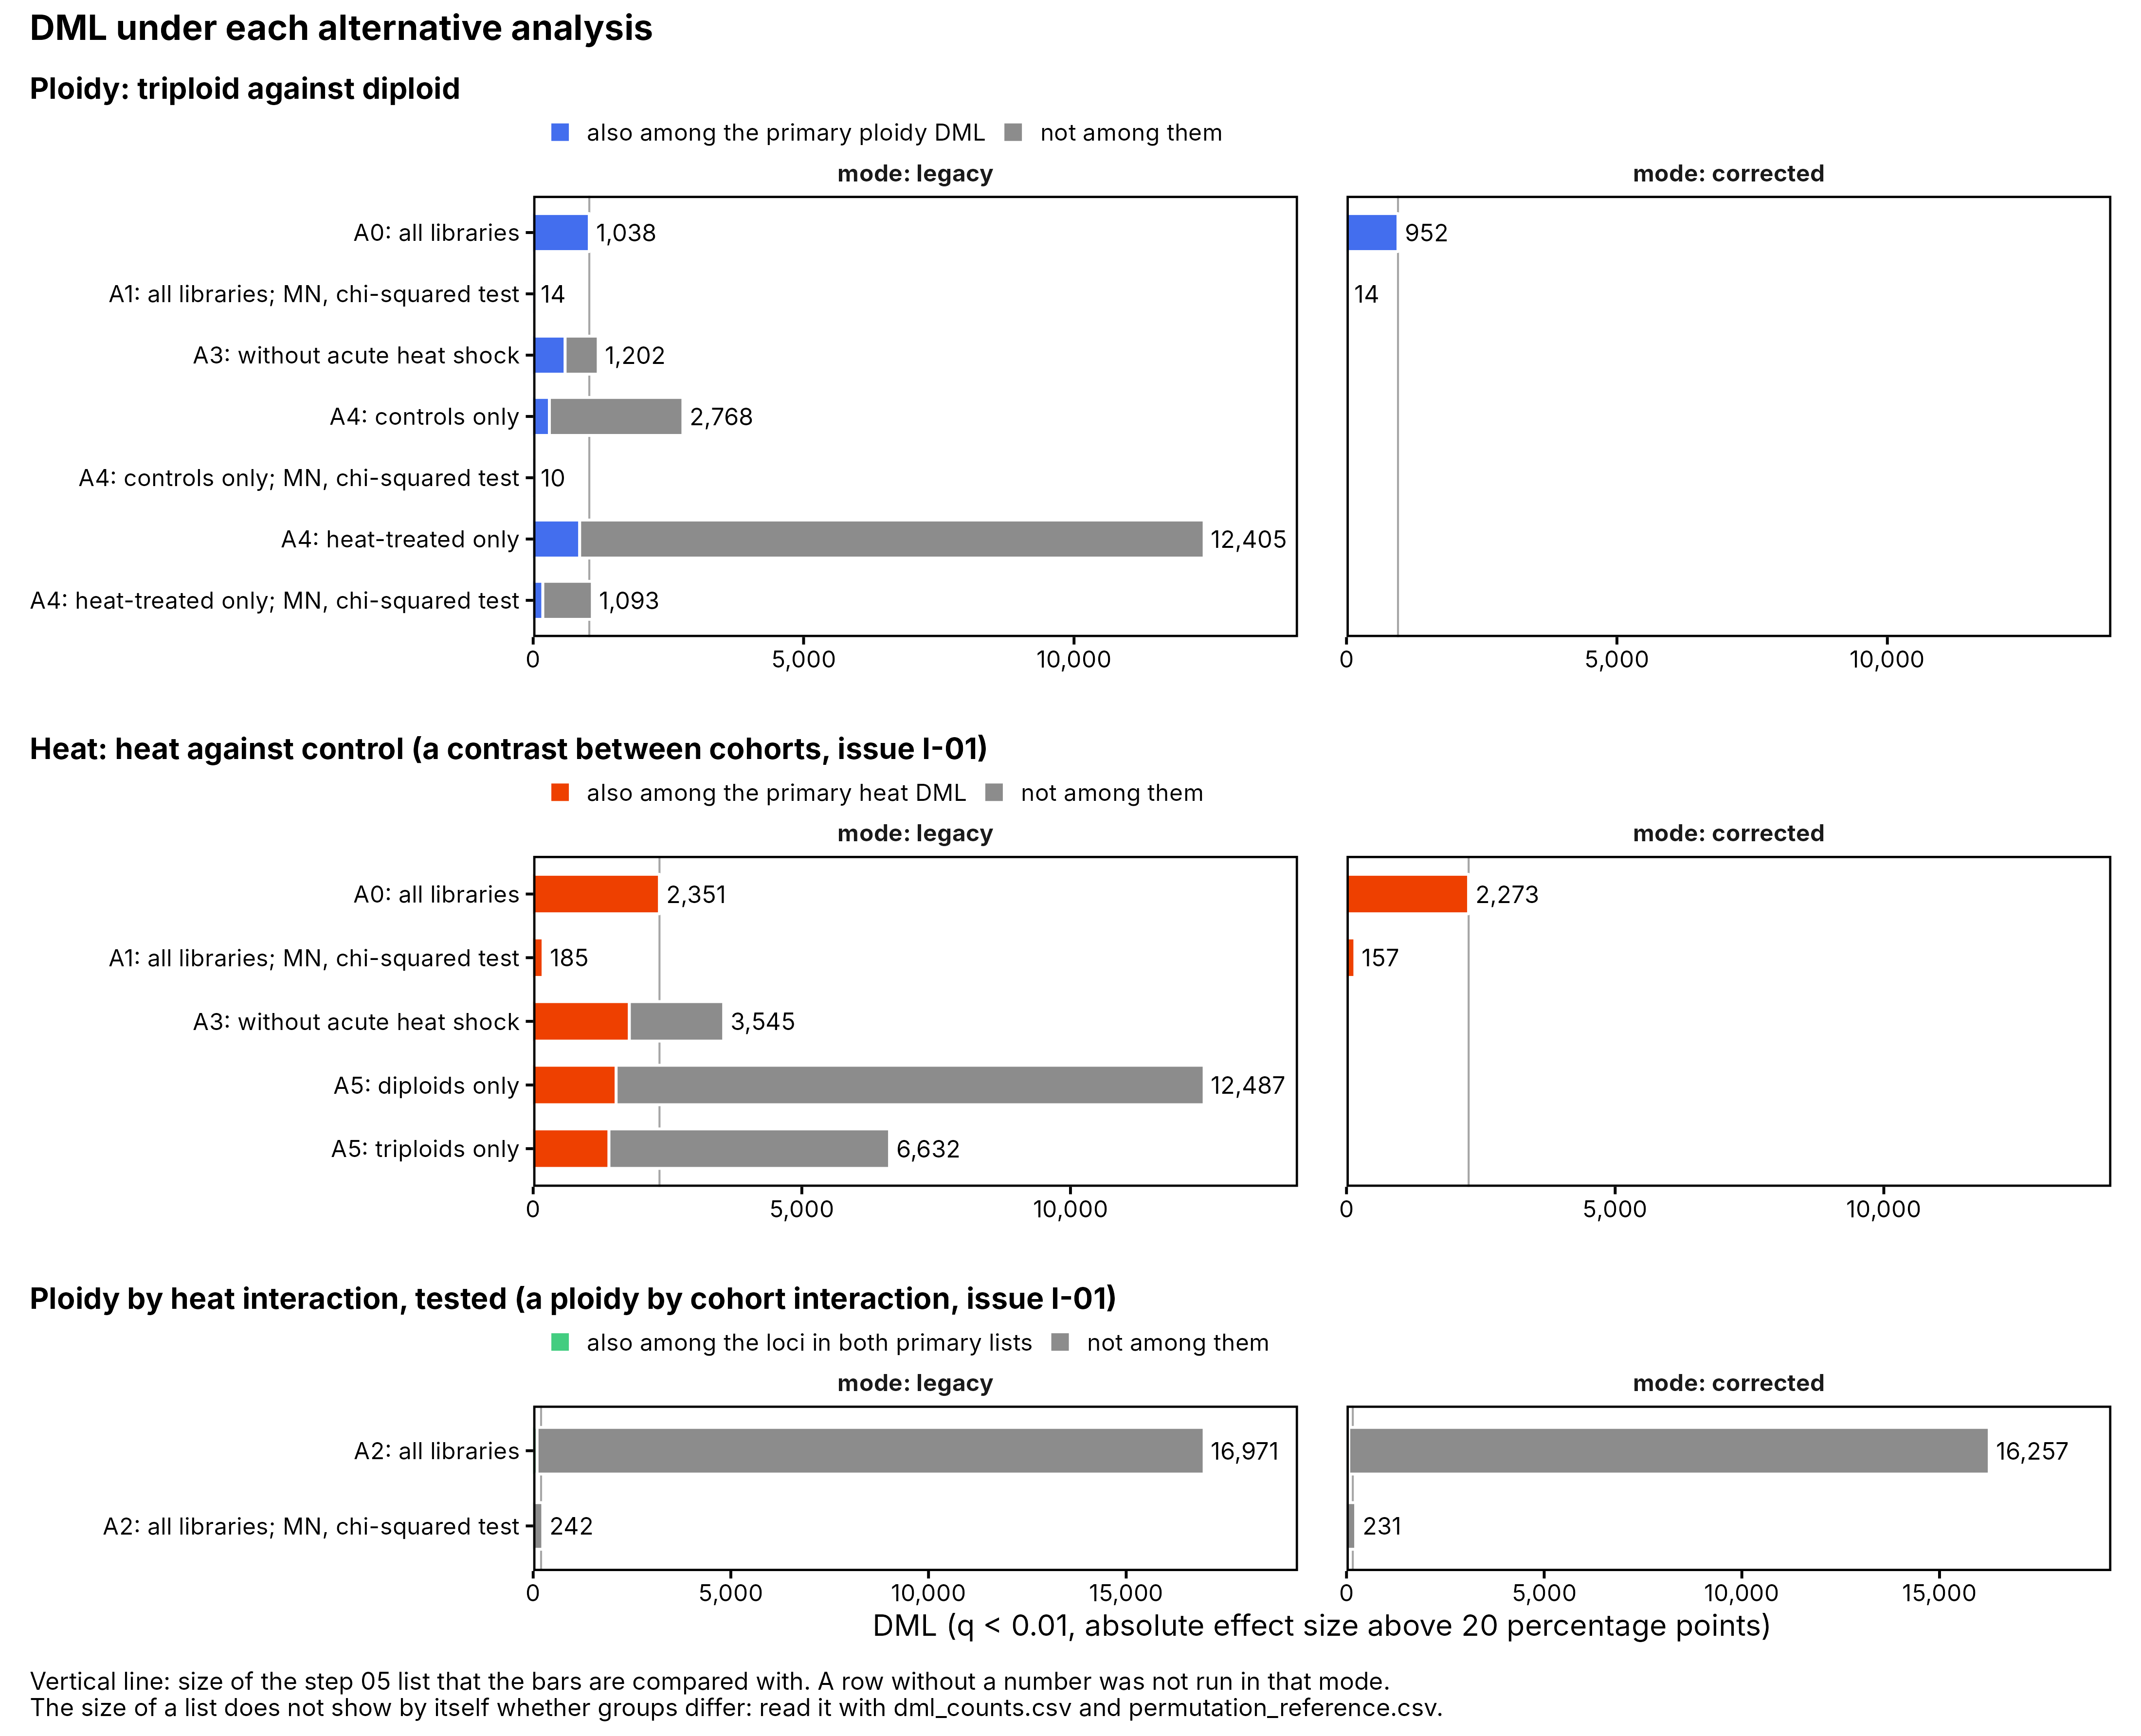 DML under each alternative analysis
Ploidy: triploid against diploid
also among the primary ploidy DML
not among them
mode: legacy
mode: corrected
A0: all libraries
1,038
952
A1: all libraries; MN, chi-squared test
14
14
A3: without acute heat shock
1,202
A4: controls only
2,768
A4: controls only; MN, chi-squared test
10
A4: heat-treated only
12,405
A4: heat-treated only; MN, chi-squared test
1,093
0
5,000
10,000
0
5,000
10,000
Heat: heat against control (a contrast between cohorts, issue I-01)
also among the primary heat DML
not among them
mode: legacy
mode: corrected
A0: all libraries
2,351
2,273
A1: all libraries; MN, chi-squared test
185
157
A3: without acute heat shock
3,545
A5: diploids only
12,487
A5: triploids only
6,632
0
5,000
10,000
0
5,000
10,000
Ploidy by heat interaction, tested (a ploidy by cohort interaction, issue I-01)
also among the loci in both primary lists
not among them
mode: legacy
mode: corrected
A2: all libraries
16,971
16,257
A2: all libraries; MN, chi-squared test
242
231
0
5,000
10,000
15,000
0
5,000
10,000
15,000
DML (q < 0.01, absolute effect size above 20 percentage points)
Vertical line: size of the step 05 list that the bars are compared with. A row without a number was not run in that mode.
The size of a list does not show by itself whether groups differ: read it with dml_counts.csv and permutation_reference.csv.